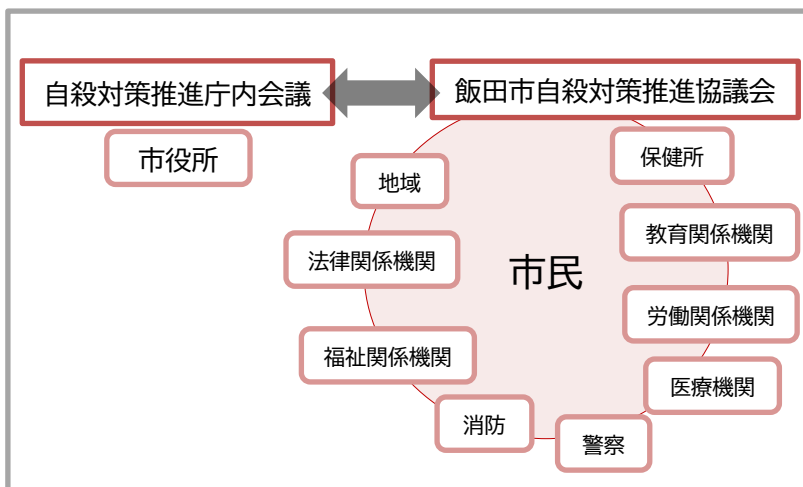 自殺対策推進庁内会議
飯田市自殺対策推進協議会
市役所
保健所
地域
教育関係機関
法律関係機関
市民
労働関係機関
福祉関係機関
医療機関
消防
警察